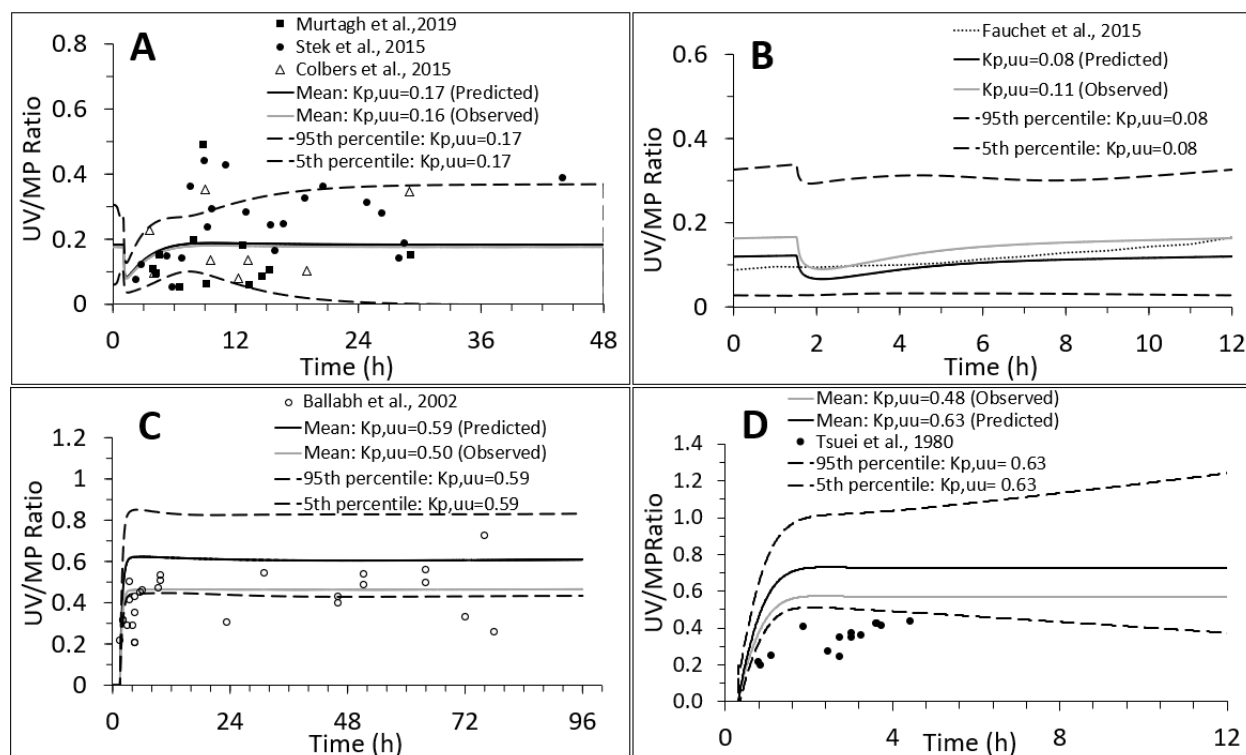 A
Murtagh et al.,2019
Stek et al., 2015
Colbers et al., 2015
Mean: Kp,uu=0.17 (Predicted)
Mean: Kp,uu=0.16 (Observed)
95th percentile: Kp,uu=0.17
5th percentile: Kp,uu=0.17
UV/MP Ratio
0.8
0.6
0.4
0.2
0
0 12 24 36 48
Time (h)
B
Fauchet et al., 2015
Kp,uu=0.08 (Predicted)
Kp,uu=0.11 (Observed)
95th percentile: Kp,uu=0.08
5th percentile: Kp,uu=0.08
UV/MP Ratio
0.6
0.4
0.2
0
0 2 4 6 8 10 12
Time (h)
C
Ballabh et al., 2002
Mean: Kp,uu=0.59 (Predicted)
Mean: Kp,uu=0.50 (Observed)
95th percentile: Kp,uu=0.59
5th percentile: Kp,uu=0.59
UV/MP Ratio
1.2
1
0.8
0.6
0.4
0.2
0
0 24 48 72 96
Time (h)
D
Mean: Kp,uu=0.48 (Observed)
Mean: Kp,uu=0.63 (Predicted)
Tsuei et al., 1980
95th percentile: Kp,uu= 0.63
5th percentile: Kp,uu= 0.63
UV/MPRatio
1.4
1.2
1.0
0.8
0.6
0.4
0.2
0.0
0 4 8 12
Time (h)